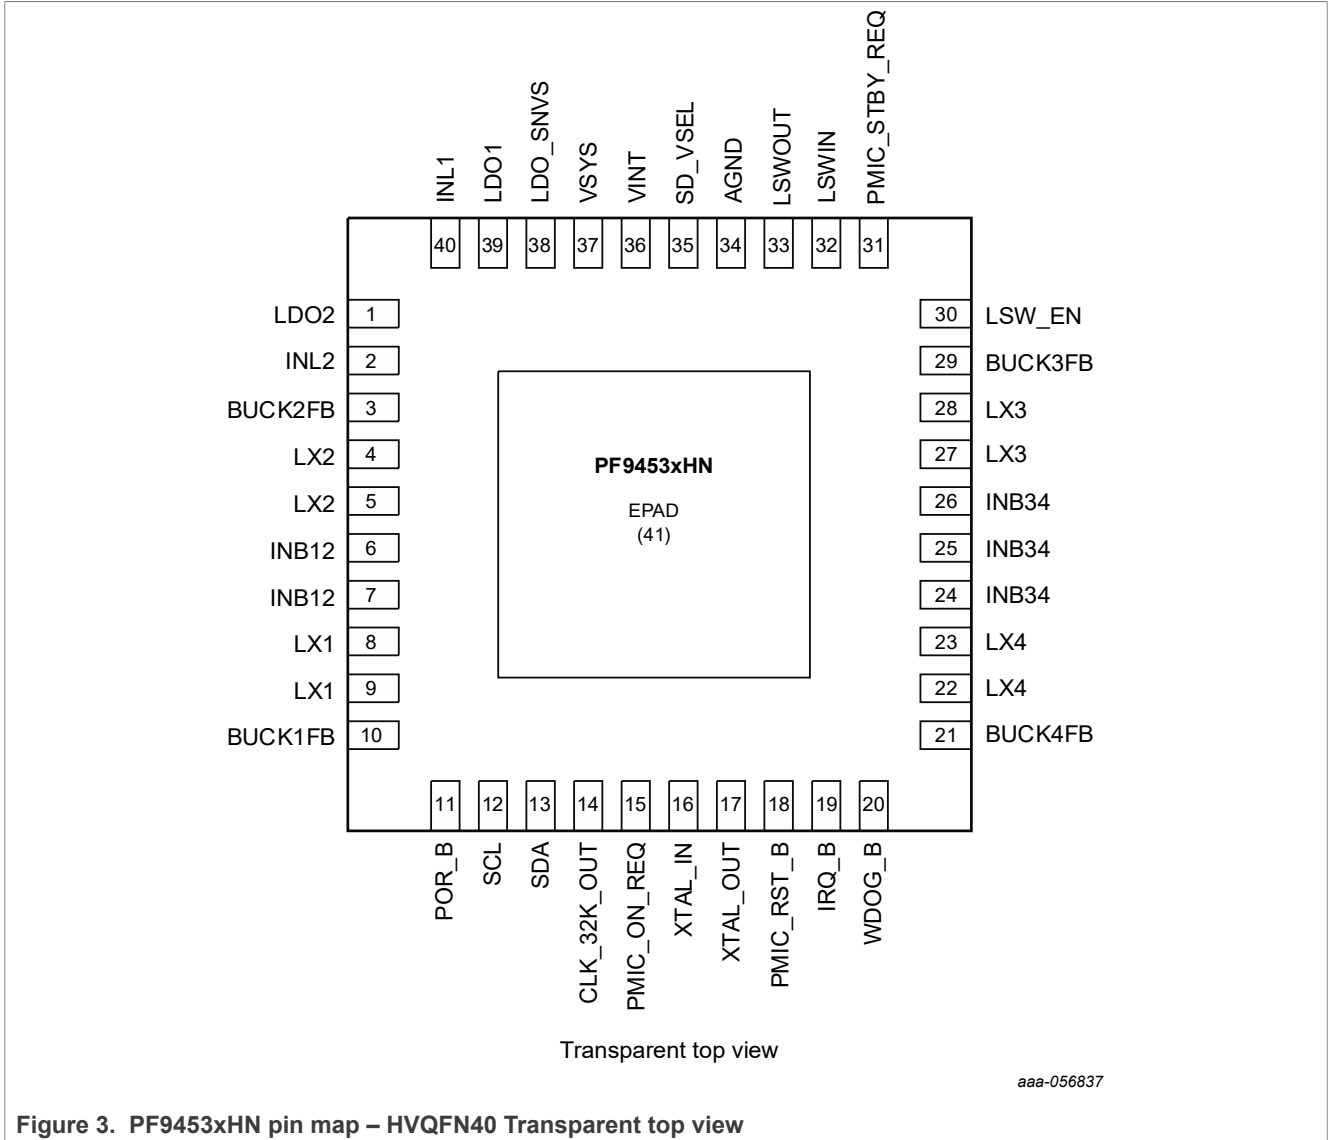 INL1
LDO1
LDO_SNVS
VSYS
VINT
SD_VSEL
AGND
LSWOUT
LSWIN
PMIC_STBY_REQ
40 39 38 37 36 35 34 33 32 31
LDO2 1
INL2 2
BUCK2FB 3
LX2 4
LX2 5
INB12 6
INB12 7
LX1 8
LX1 9
BUCK1FB 10
PF9453xHN
EPAD
(41)
30 LSW_EN
29 BUCK3FB
28 LX3
27 LX3
26 INB34
25 INB34
24 INB34
23 LX4
22 LX4
21 BUCK4FB
11 12 13 14 15 16 17 18 19 20
POR_B
SCL
SDA
CLK_32K_OUT
PMIC_ON_REQ
XTAL_IN
XTAL_OUT
PMIC_RST_B
IRQ_B
WDOG_B
Transparent top view
aaa-056837
Figure 3. PF9453xHN pin map – HVQFN40 Transparent top view